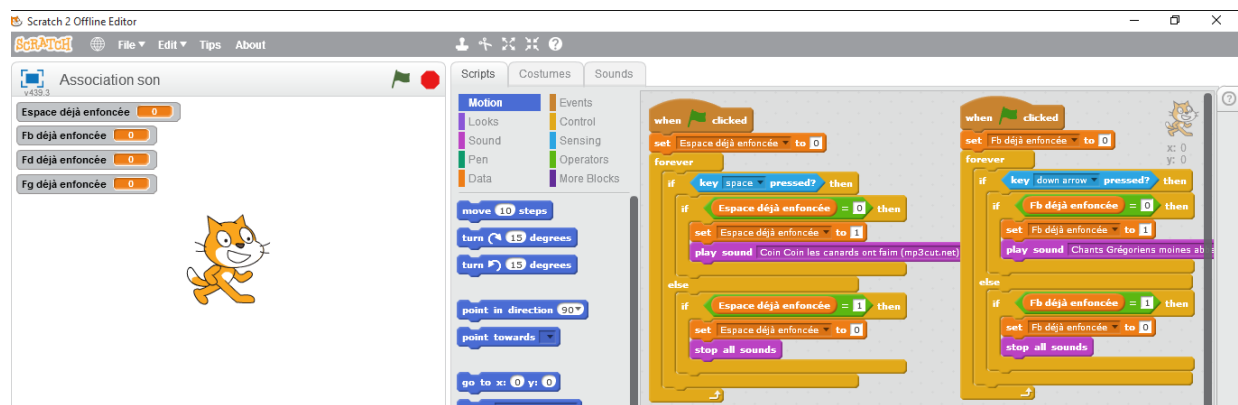 Scratch 2 Offline Editor
SCRATCH File Edit Tips About
Association son
v439.3
Espace déjà enfoncée 0
Fb déjà enfoncée 0
Fd déjà enfoncée 0
Fg déjà enfoncée 0
Scripts Costumes Sounds
Motion Events
Looks Control
Sound Sensing
Pen Operators
Data More Blocks
move 10 steps
turn 15 degrees
turn 15 degrees
point in direction 90
point towards
go to x: 0 y: 0
when clicked
set Espace déjà enfoncée to 0
forever
if key space pressed? then
if Espace déjà enfoncée = 0 then
set Espace déjà enfoncée to 1
play sound Coin Coin les canards ont faim (mp3cut.net)
else
if Espace déjà enfoncée = 1 then
set Espace déjà enfoncée to 0
stop all sounds
when clicked
set Fb déjà enfoncée to 0
forever
if key down arrow pressed? then
if Fb déjà enfoncée = 0 then
set Fb déjà enfoncée to 1
play sound Chants Grégoriens moines ab
else
if Fb déjà enfoncée = 1 then
set Fb déjà enfoncée to 0
stop all sounds
x: 0
y: 0